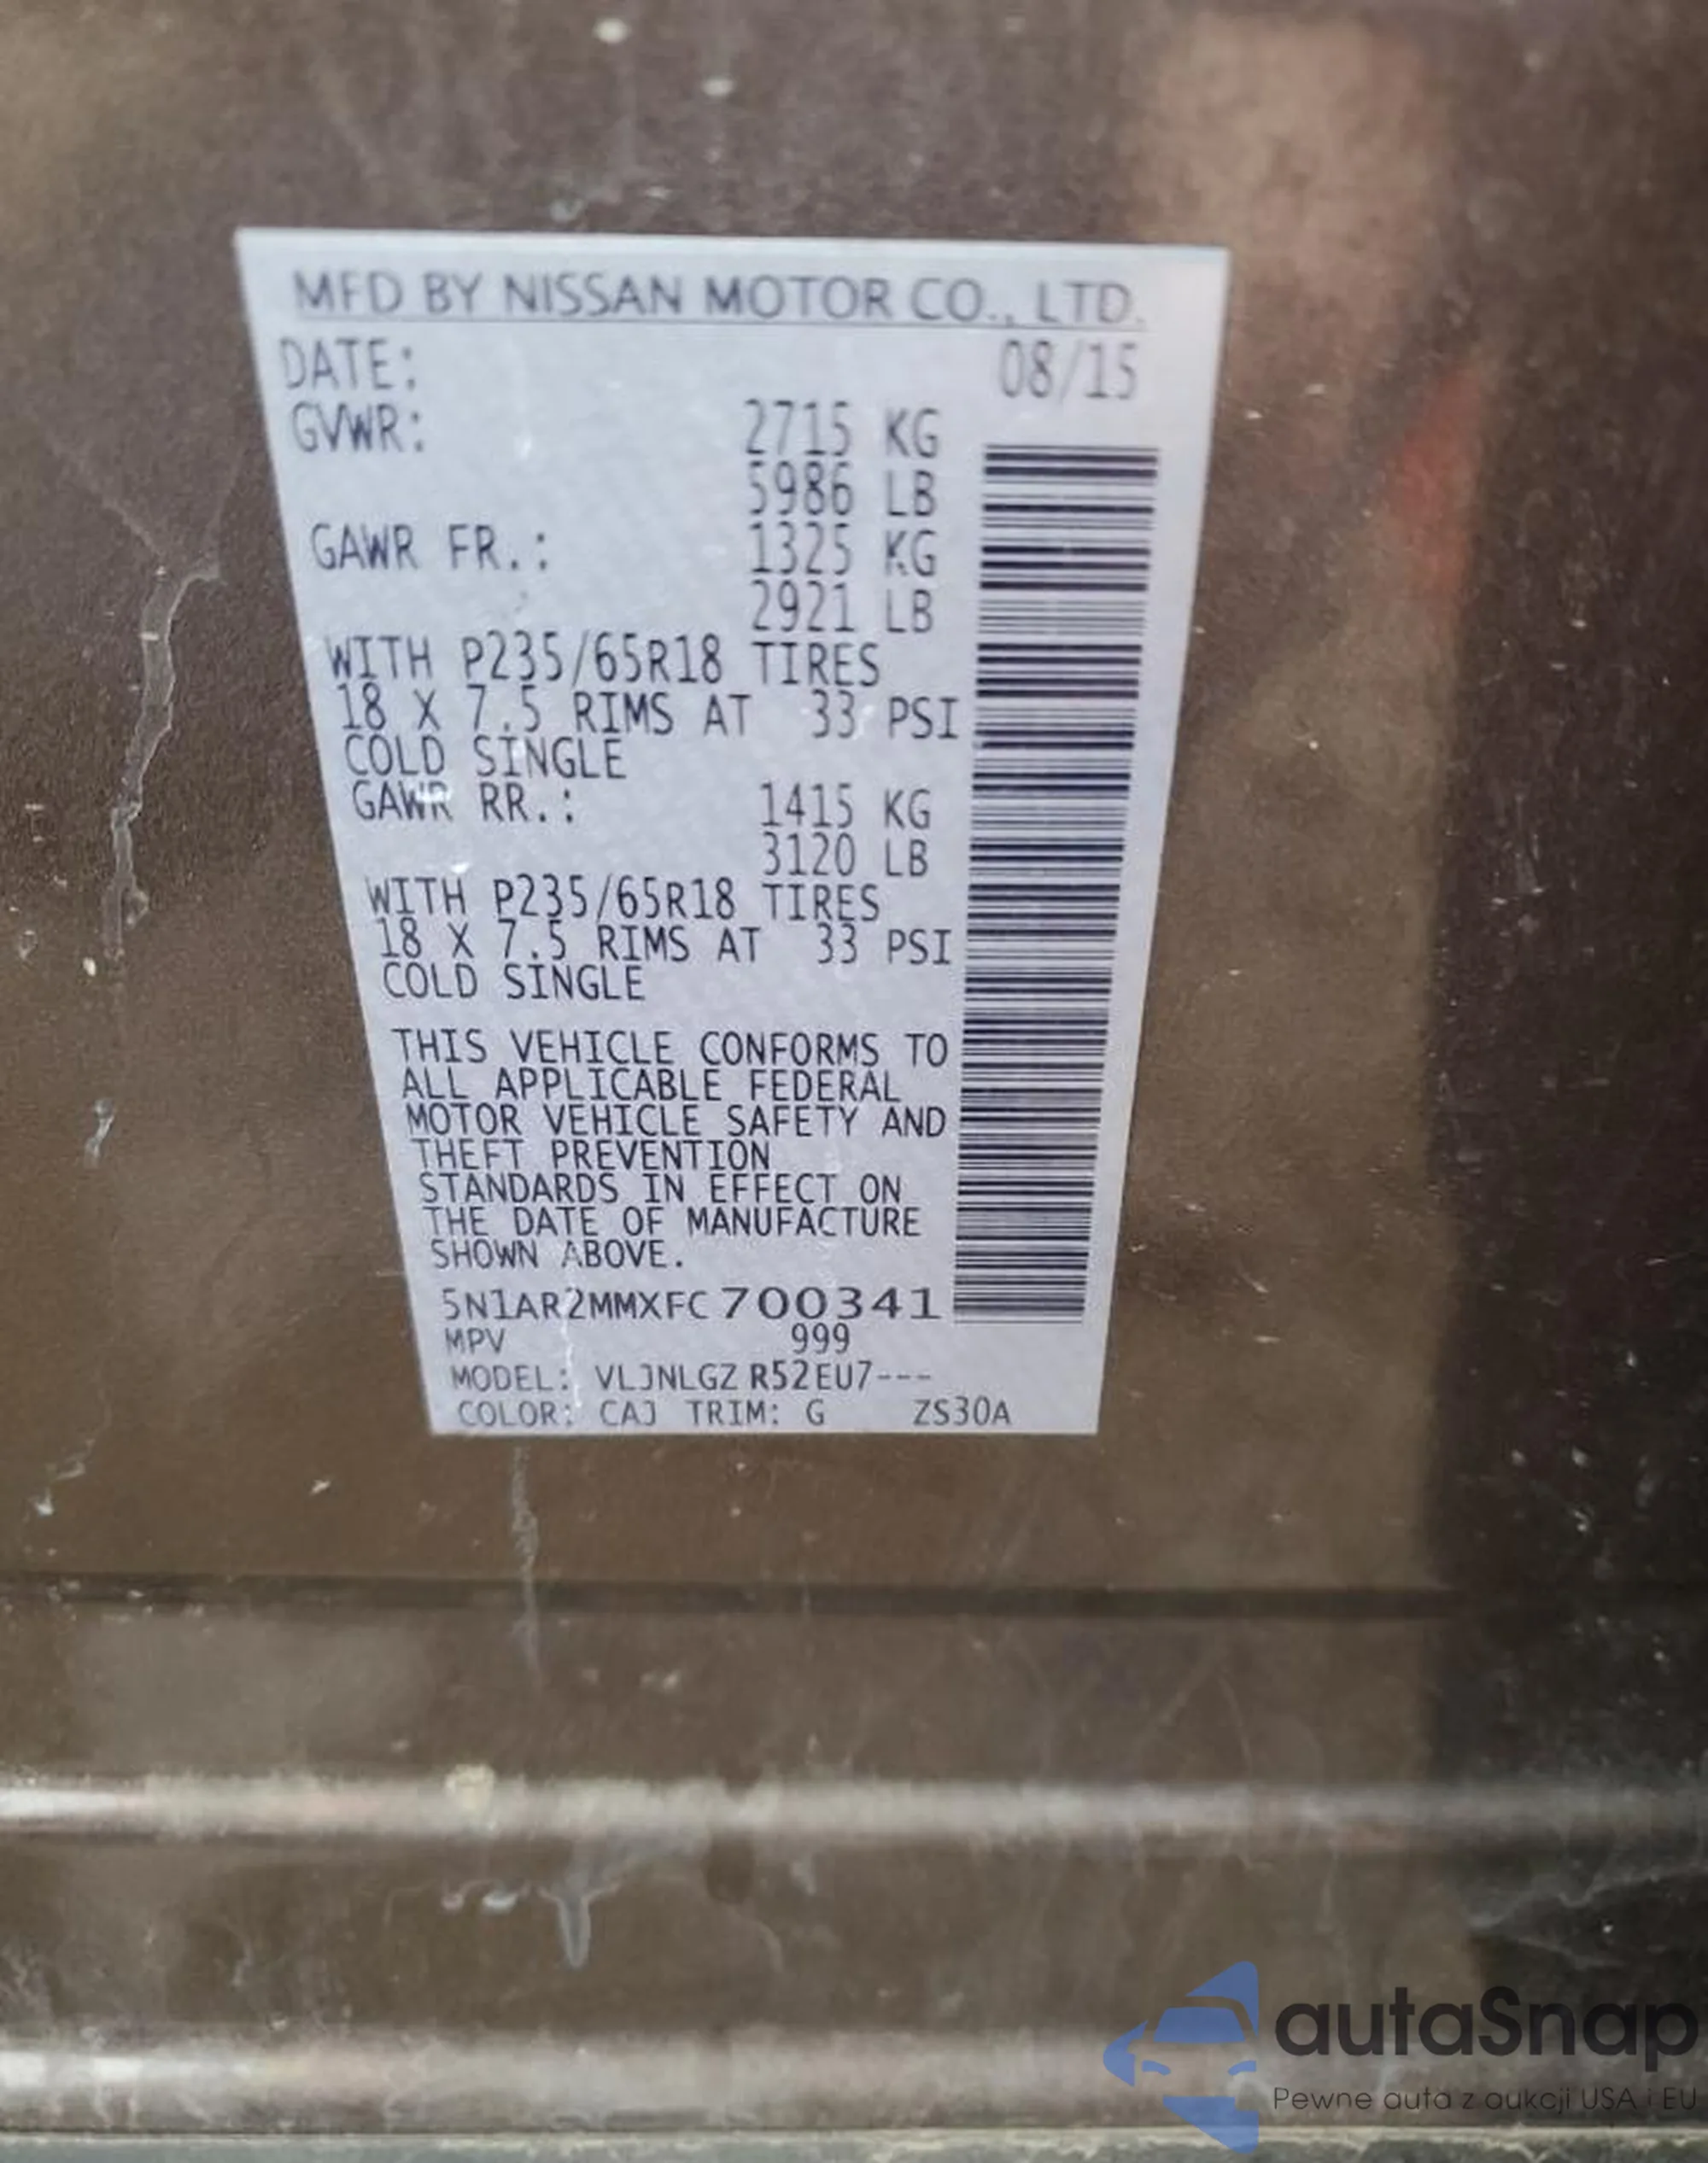 MFD BY NISSAN MOTOR CO., LTD.
DATE: 08/15
GVWR: 2715 KG
5986 LB
GAWR FR.: 1325 KG
2921 LB
WITH P235/65R18 TIRES
18 X 7.5 RIMS AT 33 PSI
COLD SINGLE
GAWR RR.: 1415 KG
3120 LB
WITH P235/65R18 TIRES
18 X 7.5 RIMS AT 33 PSI
COLD SINGLE
THIS VEHICLE CONFORMS TO
ALL APPLICABLE FEDERAL
MOTOR VEHICLE SAFETY AND
THEFT PREVENTION
STANDARDS IN EFFECT ON
THE DATE OF MANUFACTURE
SHOWN ABOVE.
5N1AR2MMXFC700341
MPV 999
MODEL: VLJNLGZ R52EU7---
COLOR: CAJ TRIM: G ZS30A
autaSnap
Pewne auta z aukcji USA i EU